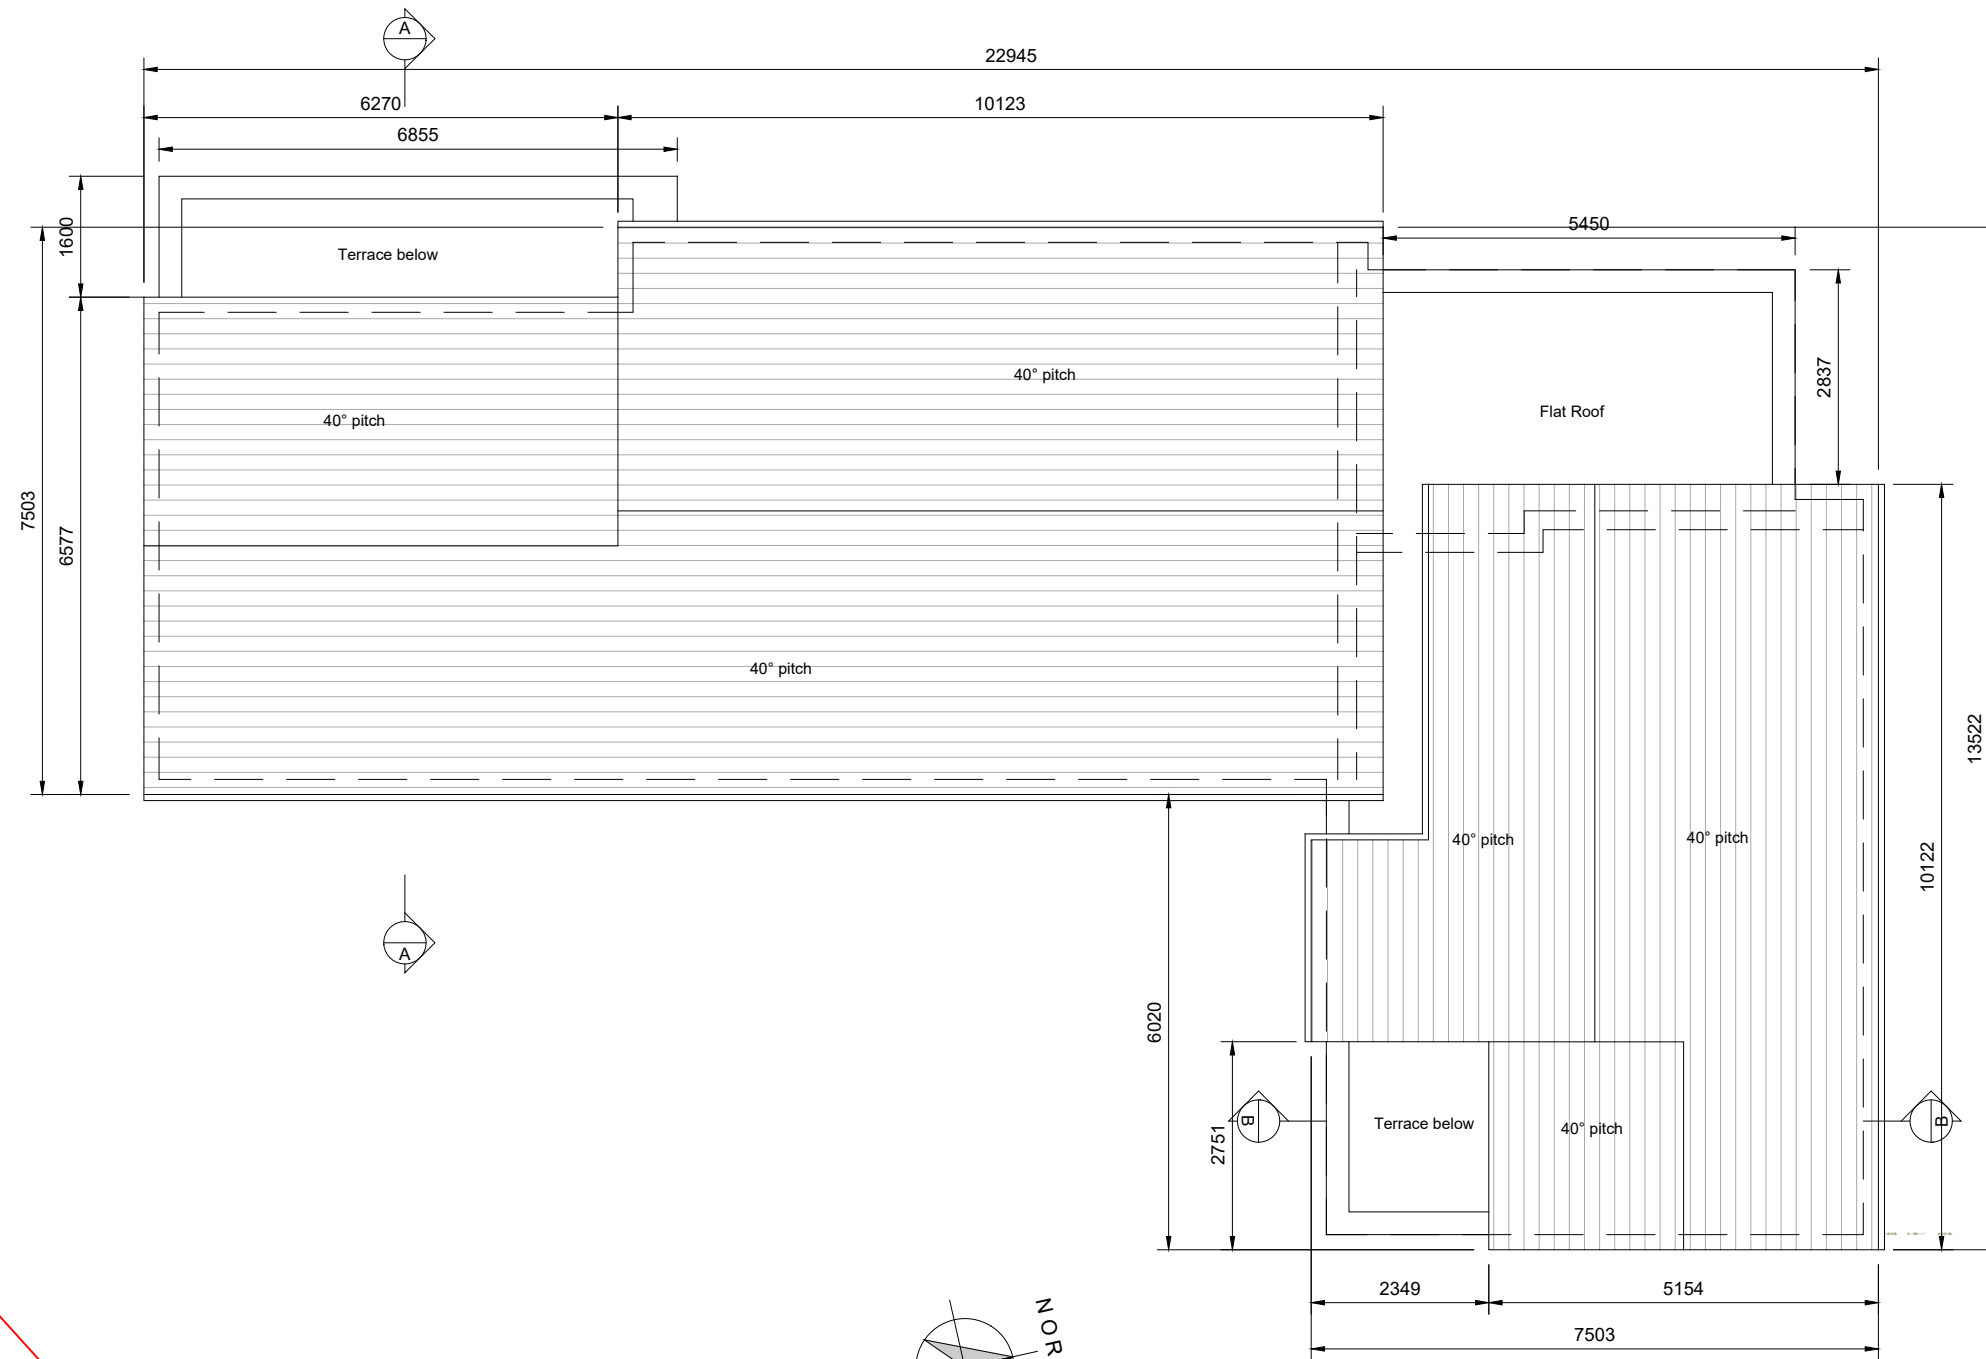 A
22945
6270
10123
6855
1600
5450
Terrace below
2837
40° pitch
Flat Roof
40° pitch
7503
6577
40° pitch
13522
40° pitch
40° pitch
10122
A
6020
2751
B
Terrace below
40° pitch
B
2349
5154
NOR
7503